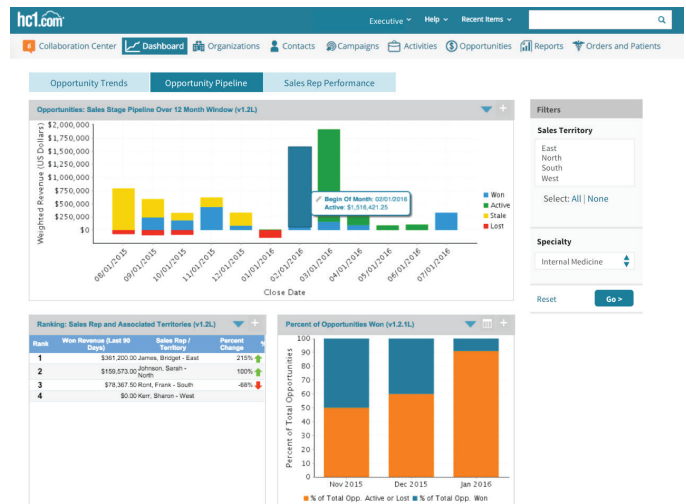 hc1.com
Executive Help Recent Items
Collaboration Center Dashboard Organizations Contacts Campaigns Activities Opportunities Reports Orders and Patients
Opportunity Trends Opportunity Pipeline Sales Rep Performance
Opportunities: Sales Stage Pipeline Over 12 Month Window (v1.2L)
Weighted Revenue (US Dollars)
$2,000,000
$1,750,000
$1,500,000
$1,250,000
$1,000,000
$750,000
$500,000
$250,000
$0
Begin Of Month: 02/01/2016
Active: $1,516,421.25
Won
Active
Stale
Lost
08/01/2015 09/01/2015 10/01/2015 11/01/2015 12/01/2015 01/01/2016 02/01/2016 03/01/2016 04/01/2016 05/01/2016 06/01/2016 07/01/2016
Close Date
Filters
Sales Territory
East
North
South
West
Select: All | None
Specialty
Internal Medicine
Reset Go >
Ranking: Sales Rep and Associated Territories (v1.2L)
Rank Won Revenue (Last 90 Days) Sales Rep / Territory Percent Change %
1 $361,200.00 James, Bridget - East 215%
2 $159,573.00 Johnson, Sarah - North 100%
3 $78,367.50 Ront, Frank - South -68%
4 $0.00 Kerr, Sharon - West
Percent of Opportunities Won (v1.2.1L)
Percent of Total Opportunities
100
90
80
70
60
50
40
30
20
10
0
Nov 2015 Dec 2015 Jan 2016
% of Total Opp. Active or Lost % of Total Opp. Won